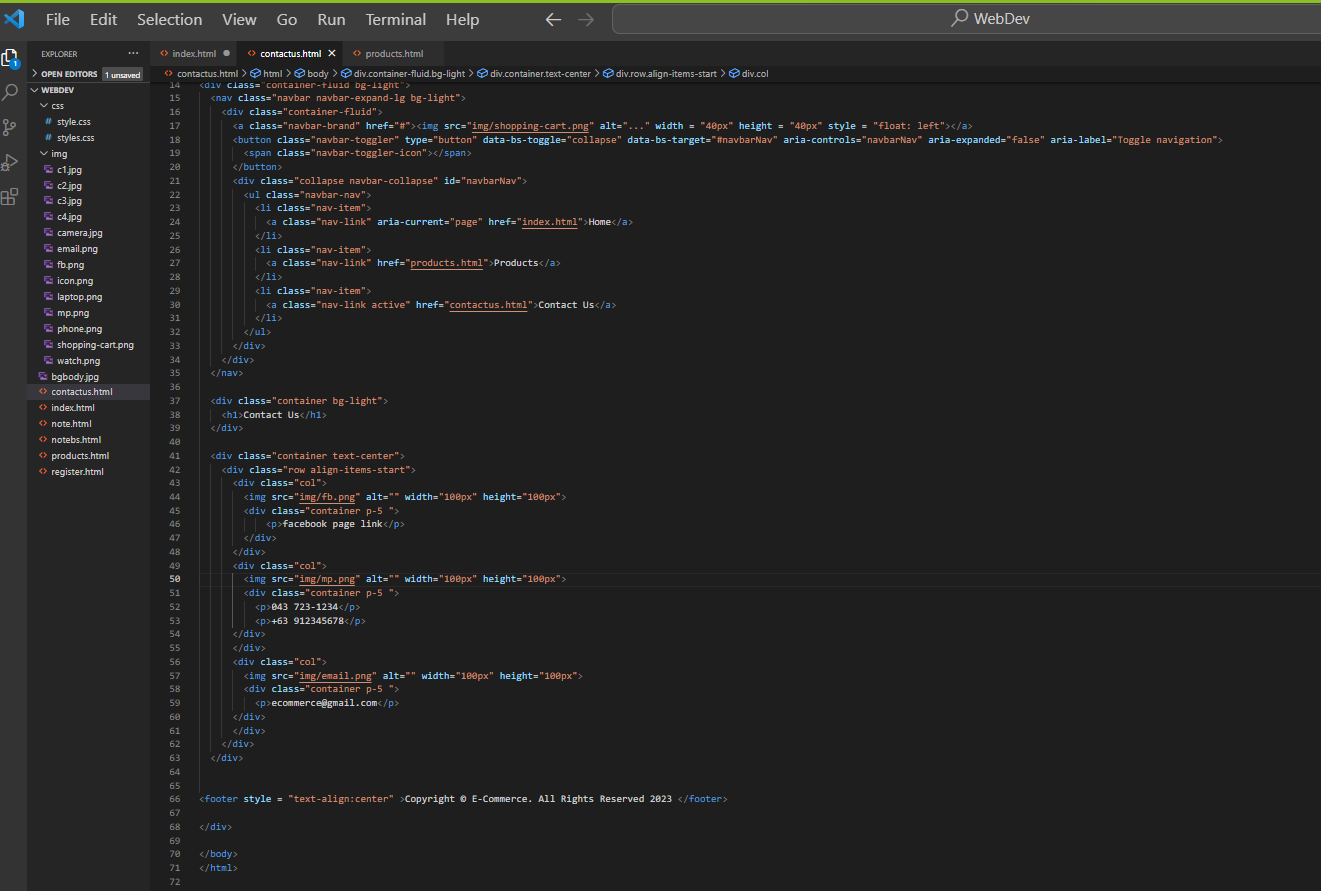 File Edit Selection View Go Run Terminal Help WebDev
EXPLORER ··· index.html contactus.html products.html
1
OPEN EDITORS 1 unsaved
contactus.html > html > body > div.container-fluid.bg-light > div.container.text-center > div.row.align-items-start > div.col
WEBDEV
css
# style.css
# styles.css
img
c1.jpg
c2.jpg
c3.jpg
c4.jpg
camera.jpg
email.png
fb.png
icon.png
laptop.png
mp.png
phone.png
shopping-cart.png
watch.png
bgbody.jpg
contactus.html
index.html
note.html
notebs.html
products.html
register.html
14 <div class="container-fluid bg-light">
15 <nav class="navbar navbar-expand-lg bg-light">
16 <div class="container-fluid">
17 <a class="navbar-brand" href="#"><img src="img/shopping-cart.png" alt="..." width = "40px" height = "40px" style = "float: left"></a>
18 <button class="navbar-toggler" type="button" data-bs-toggle="collapse" data-bs-target="#navbarNav" aria-controls="navbarNav" aria-expanded="false" aria-label="Toggle navigation">
19 <span class="navbar-toggler-icon"></span>
20 </button>
21 <div class="collapse navbar-collapse" id="navbarNav">
22 <ul class="navbar-nav">
23 <li class="nav-item">
24 <a class="nav-link" aria-current="page" href="index.html">Home</a>
25 </li>
26 <li class="nav-item">
27 <a class="nav-link" href="products.html">Products</a>
28 </li>
29 <li class="nav-item">
30 <a class="nav-link active" href="contactus.html">Contact Us</a>
31 </li>
32 </ul>
33 </div>
34 </div>
35 </nav>
36
37 <div class="container bg-light">
38 <h1>Contact Us</h1>
39 </div>
40
41 <div class="container text-center">
42 <div class="row align-items-start">
43 <div class="col">
44 <img src="img/fb.png" alt="" width="100px" height="100px">
45 <div class="container p-5 ">
46 <p>facebook page link</p>
47 </div>
48 </div>
49 <div class="col">
50 <img src="img/mp.png" alt="" width="100px" height="100px">
51 <div class="container p-5 ">
52 <p>043 723-1234</p>
53 <p>+63 912345678</p>
54 </div>
55 </div>
56 <div class="col">
57 <img src="img/email.png" alt="" width="100px" height="100px">
58 <div class="container p-5 ">
59 <p>ecommerce@gmail.com</p>
60 </div>
61 </div>
62 </div>
63 </div>
64
65
66 <footer style = "text-align:center" >Copyright © E-Commerce. All Rights Reserved 2023 </footer>
67
68 </div>
69
70 </body>
71 </html>
72